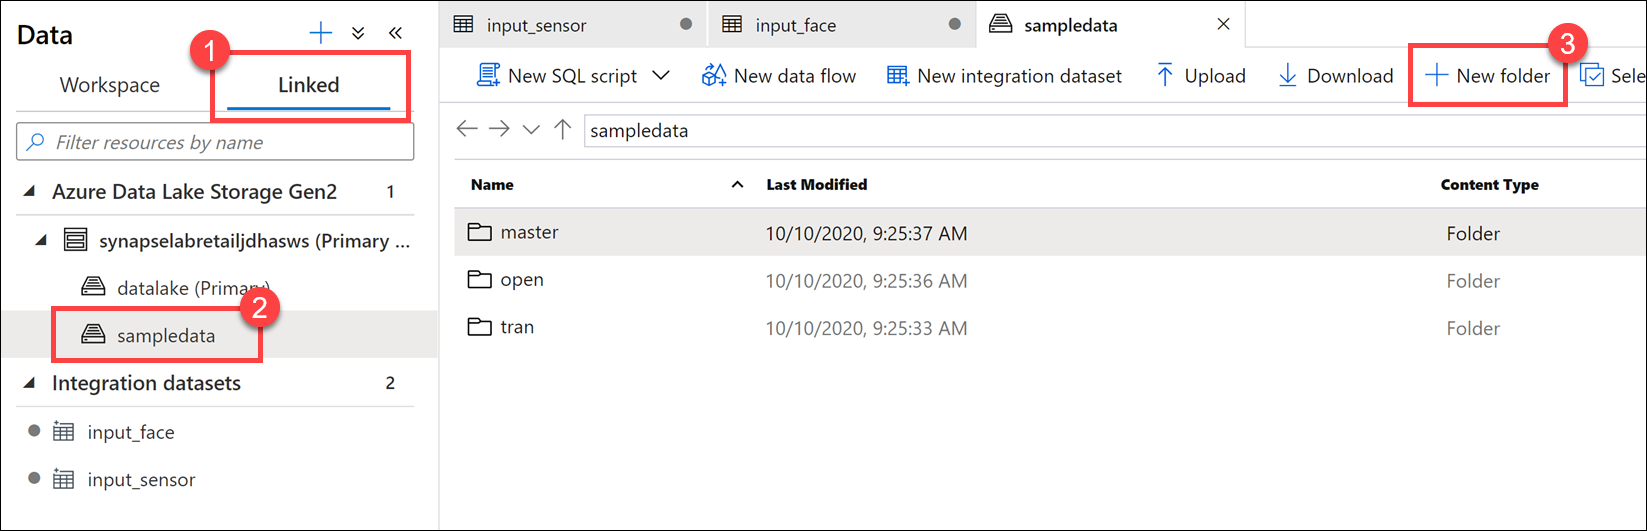 Data
1
Workspace
Linked
Filter resources by name
Azure Data Lake Storage Gen2 1
synapselabretailjdhasws (Primary ...
datalake (Primary)
2
sampledata
Integration datasets 2
input_face
input_sensor
input_sensor input_face sampledata
3
New SQL script New data flow New integration dataset Upload Download New folder Sele
sampledata
Name Last Modified Content Type
master 10/10/2020, 9:25:37 AM Folder
open 10/10/2020, 9:25:36 AM Folder
tran 10/10/2020, 9:25:33 AM Folder